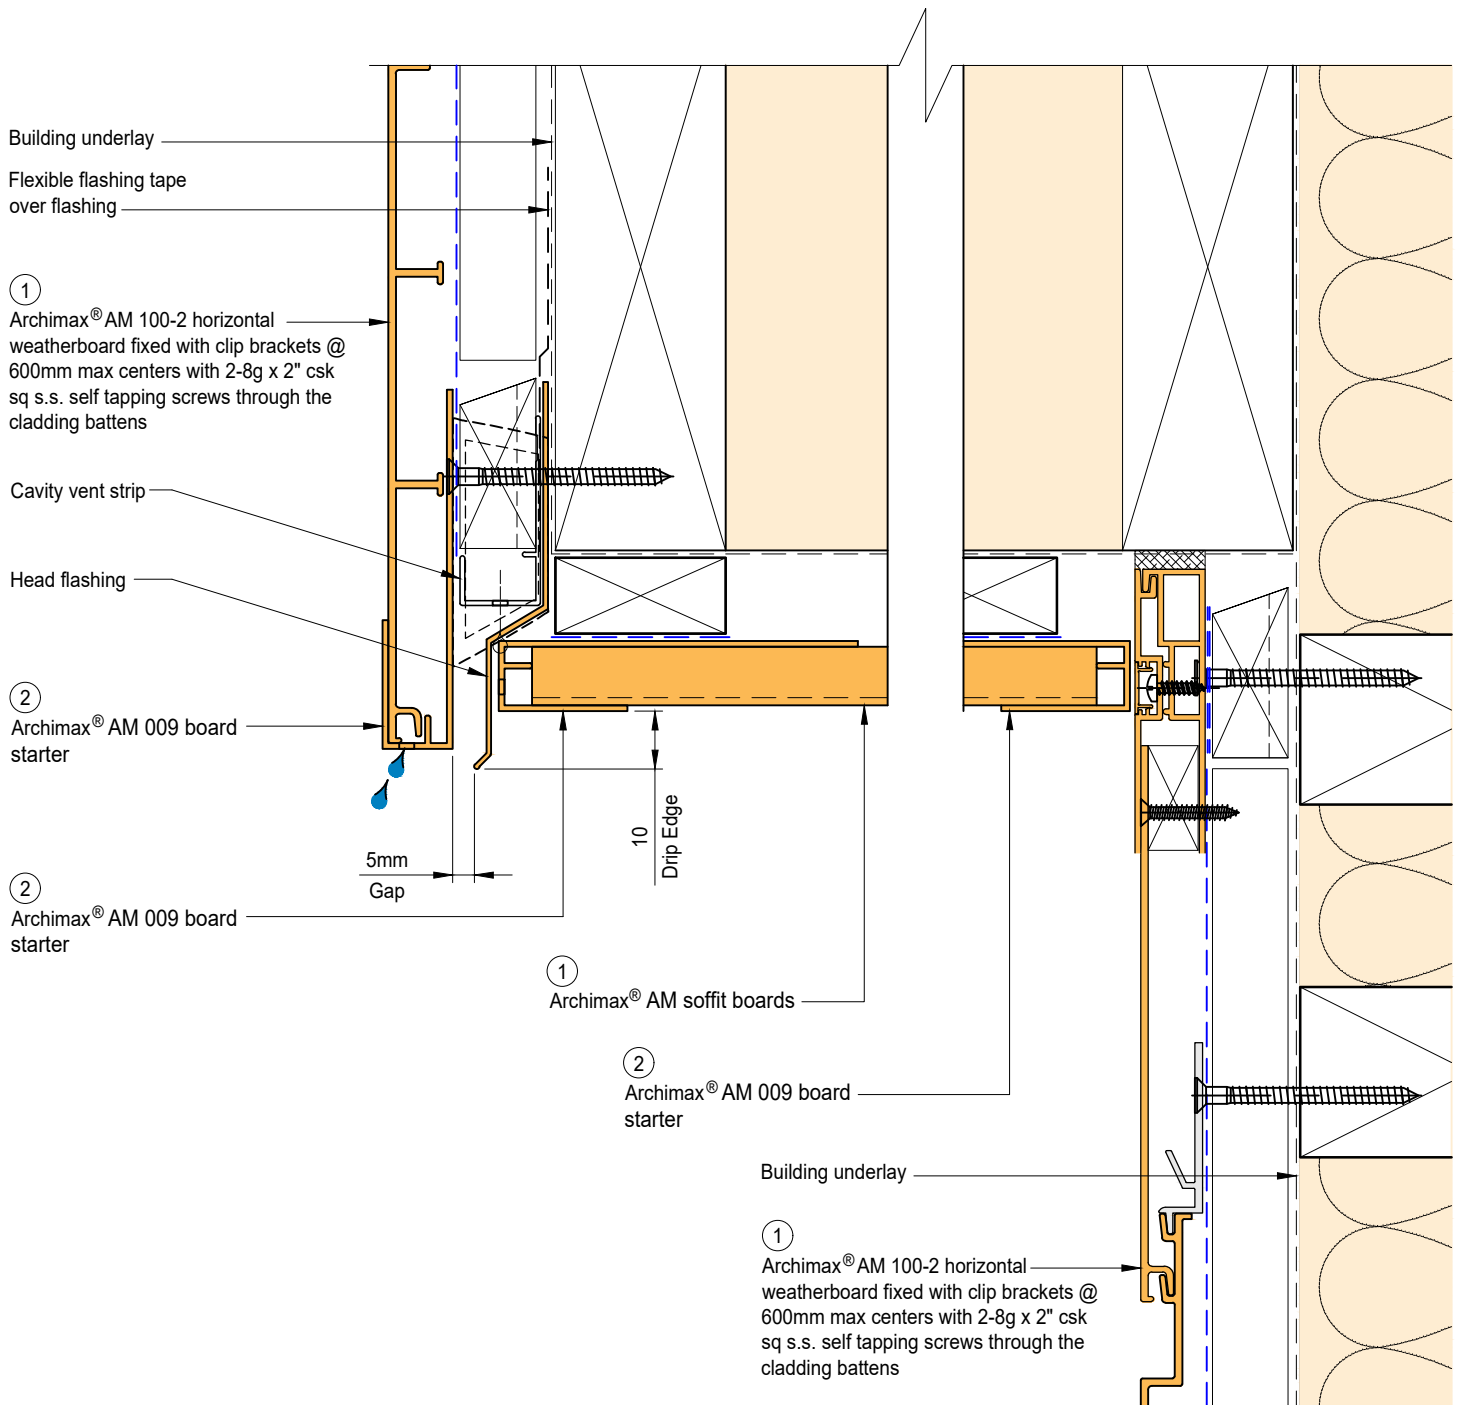 Building underlay
Flexible flashing tape
over flashing
1
Archimax® AM 100-2 horizontal
weatherboard fixed with clip brackets @
600mm max centers with 2-8g x 2" csk
sq s.s. self tapping screws through the
cladding battens
Cavity vent strip
Head flashing
2
Archimax® AM 009 board
starter
5mm
Gap
10
Drip Edge
2
Archimax® AM 009 board
starter
1
Archimax® AM soffit boards
2
Archimax® AM 009 board
starter
Building underlay
1
Archimax® AM 100-2 horizontal
weatherboard fixed with clip brackets @
600mm max centers with 2-8g x 2" csk
sq s.s. self tapping screws through the
cladding battens